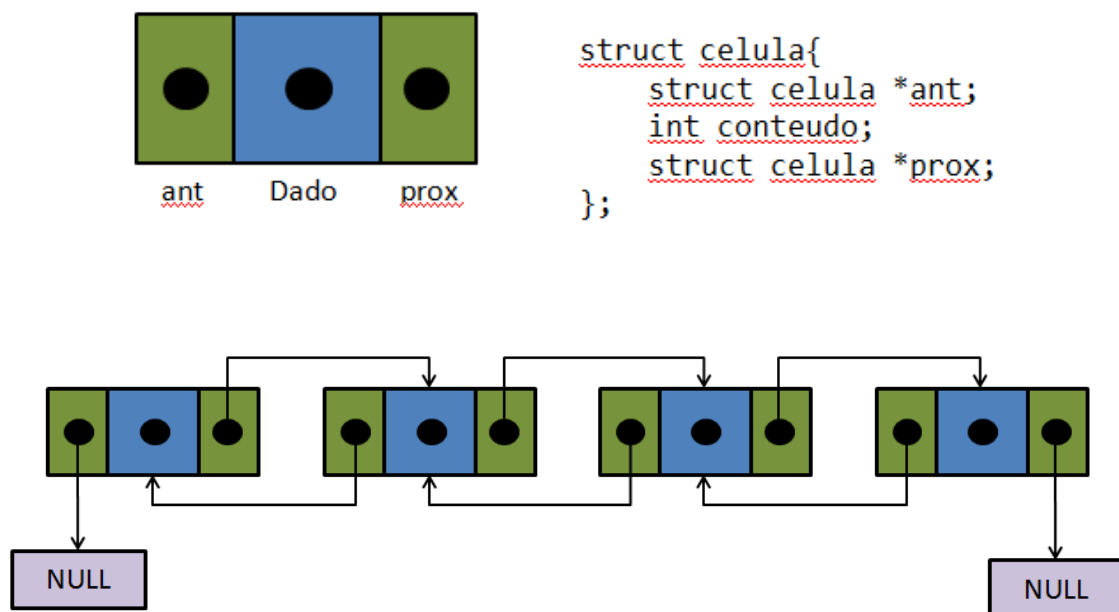 ant Dado prox
struct celula{
struct celula *ant;
int conteudo;
struct celula *prox;
};
NULL
NULL